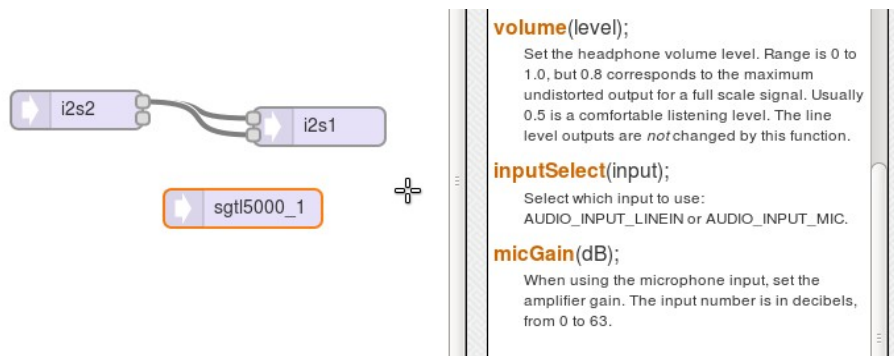 i2s2
i2s1
sgtl5000_1
volume(level);
Set the headphone volume level. Range is 0 to
1.0, but 0.8 corresponds to the maximum
undistorted output for a full scale signal. Usually
0.5 is a comfortable listening level. The line
level outputs are not changed by this function.
inputSelect(input);
Select which input to use:
AUDIO_INPUT_LINEIN or AUDIO_INPUT_MIC.
micGain(dB);
When using the microphone input, set the
amplifier gain. The input number is in decibels,
from 0 to 63.